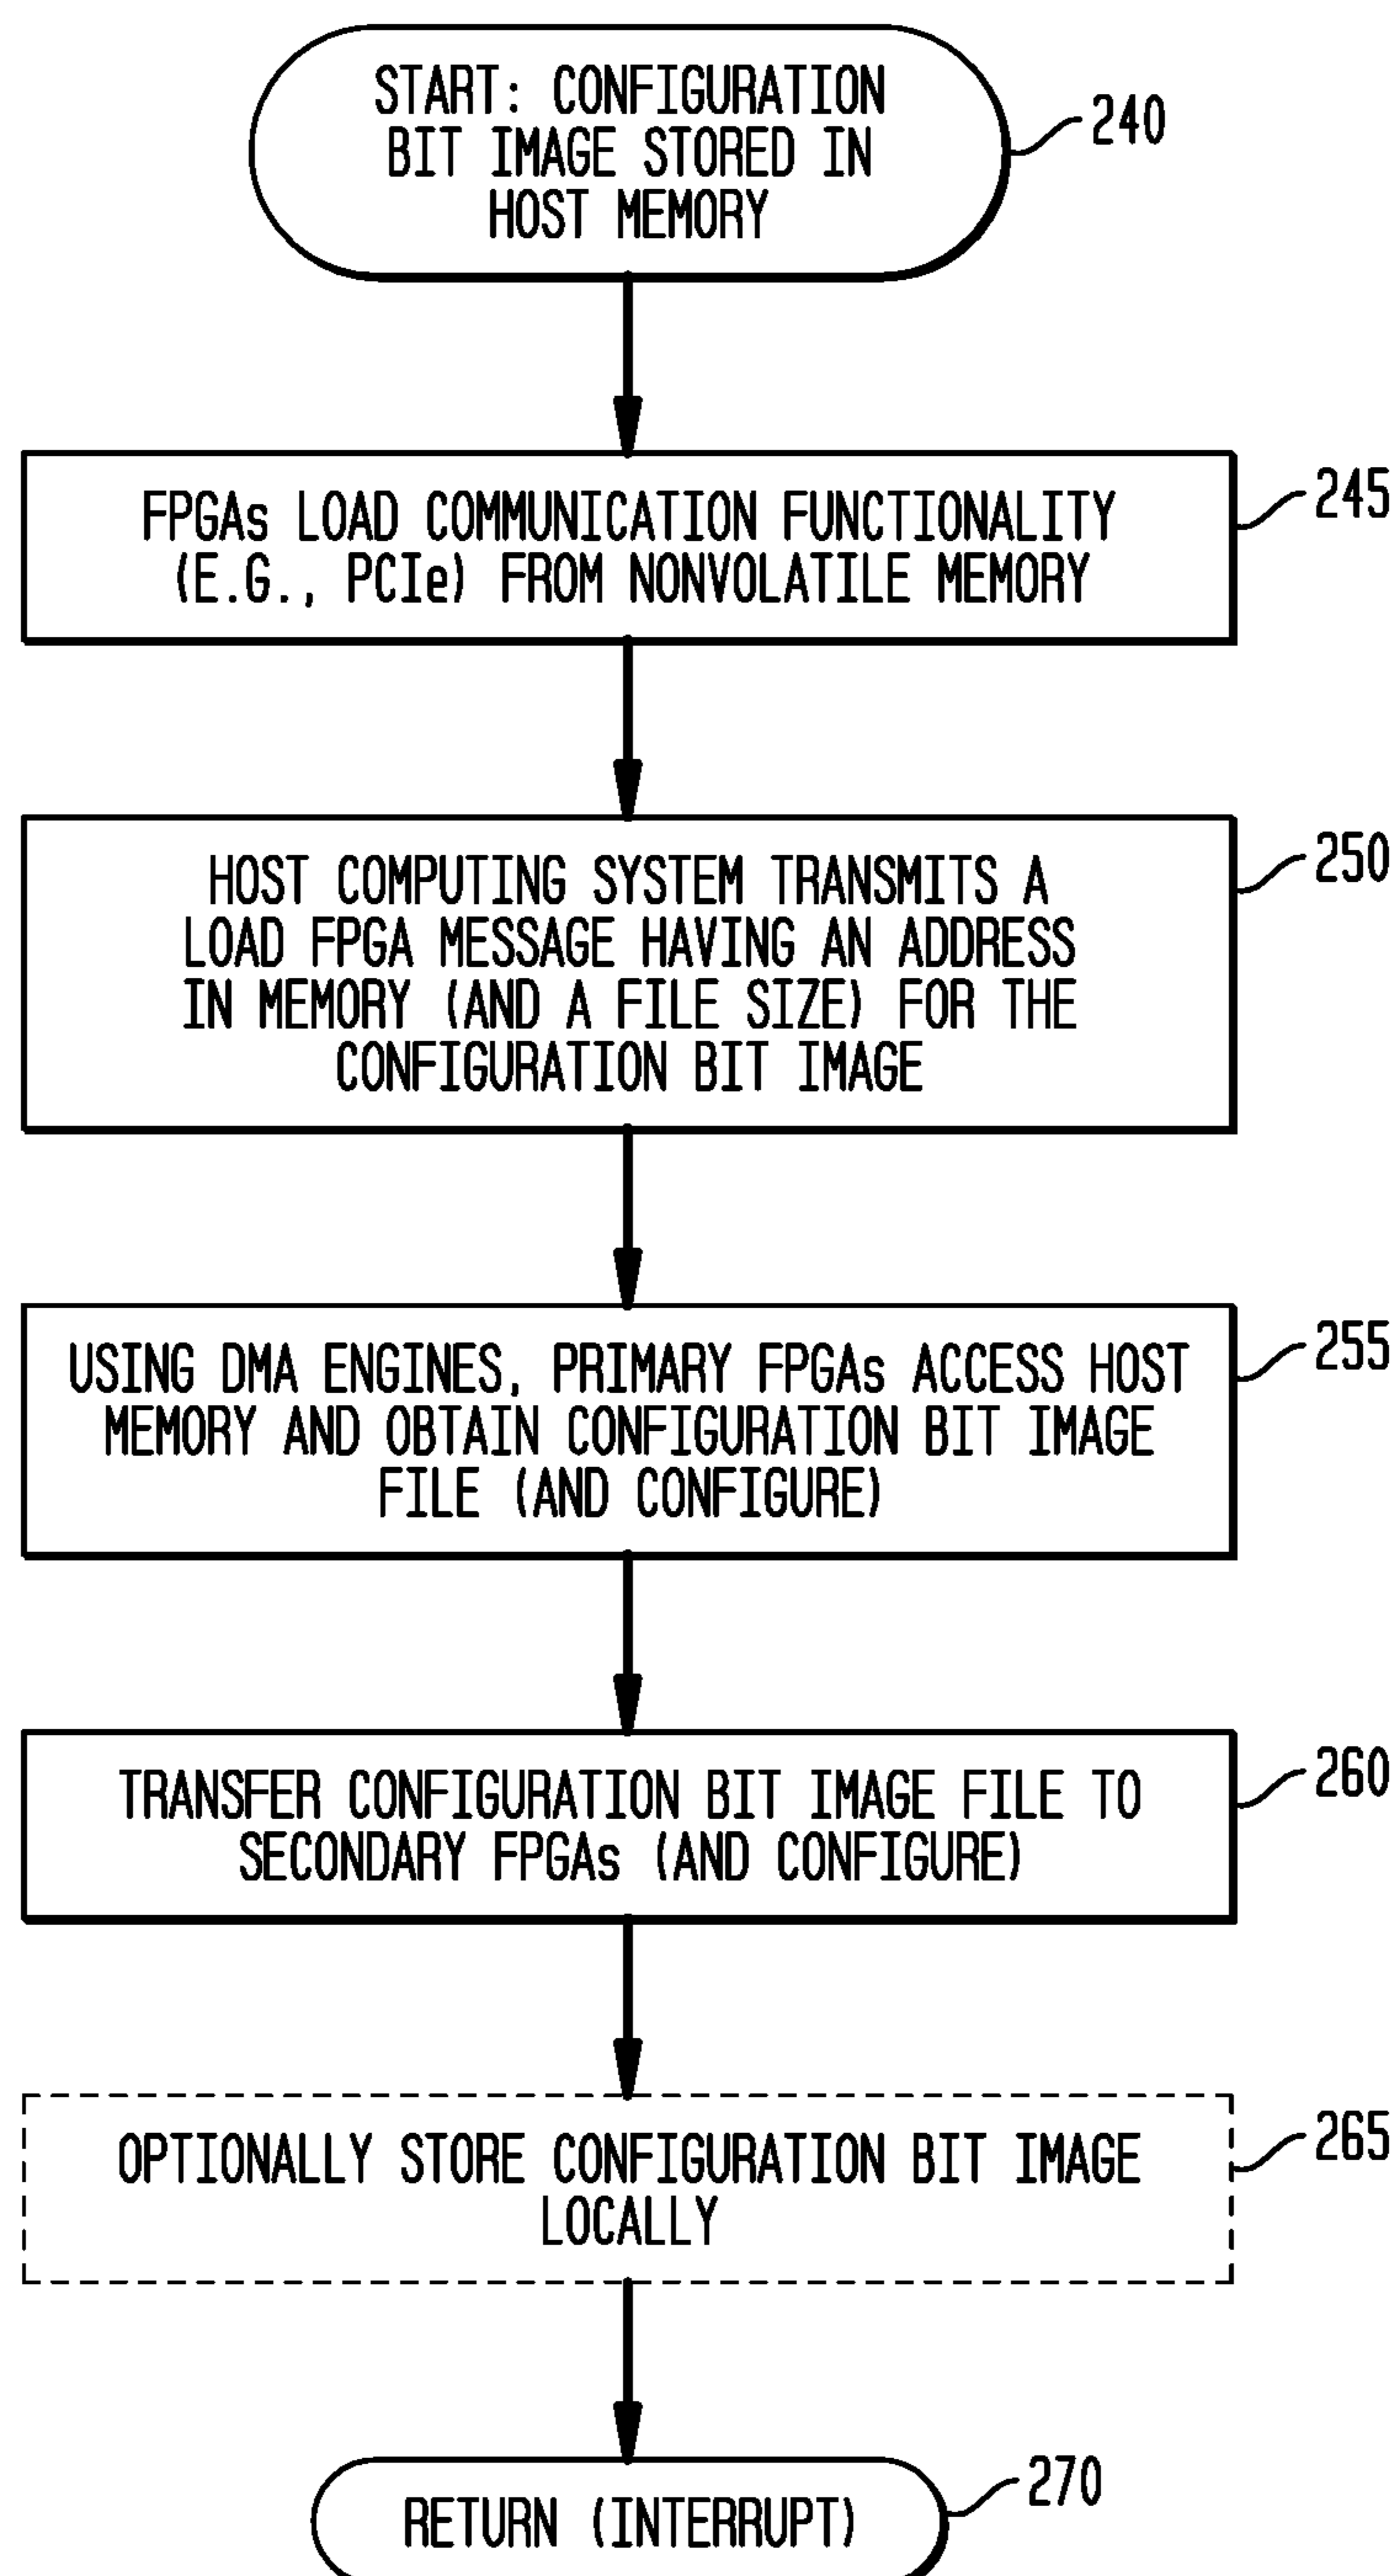 START: CONFIGURATION
BIT IMAGE STORED IN
HOST MEMORY
240
FPGAs LOAD COMMUNICATION FUNCTIONALITY
(E.G., PCIe) FROM NONVOLATILE MEMORY
245
HOST COMPUTING SYSTEM TRANSMITS A
LOAD FPGA MESSAGE HAVING AN ADDRESS
IN MEMORY (AND A FILE SIZE) FOR THE
CONFIGURATION BIT IMAGE
250
USING DMA ENGINES, PRIMARY FPGAs ACCESS HOST
MEMORY AND OBTAIN CONFIGURATION BIT IMAGE
FILE (AND CONFIGURE)
255
TRANSFER CONFIGURATION BIT IMAGE FILE TO
SECONDARY FPGAs (AND CONFIGURE)
260
OPTIONALLY STORE CONFIGURATION BIT IMAGE
LOCALLY
265
RETURN (INTERRUPT)
270